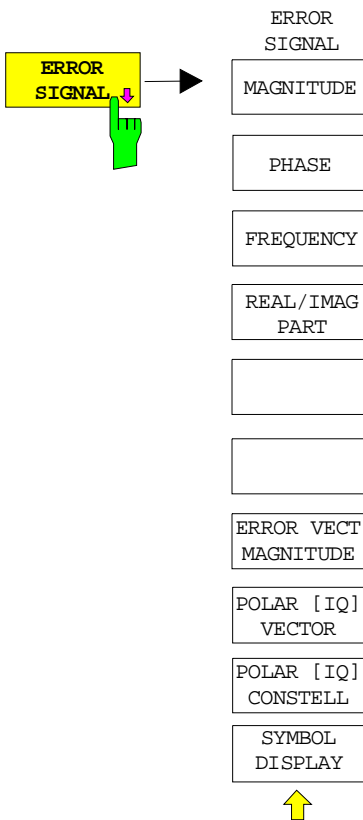 ERROR
SIGNAL
ERROR
SIGNAL
MAGNITUDE
PHASE
FREQUENCY
REAL/IMAG
PART
ERROR VECT
MAGNITUDE
POLAR [IQ]
VECTOR
POLAR [IQ]
CONSTELL
SYMBOL
DISPLAY